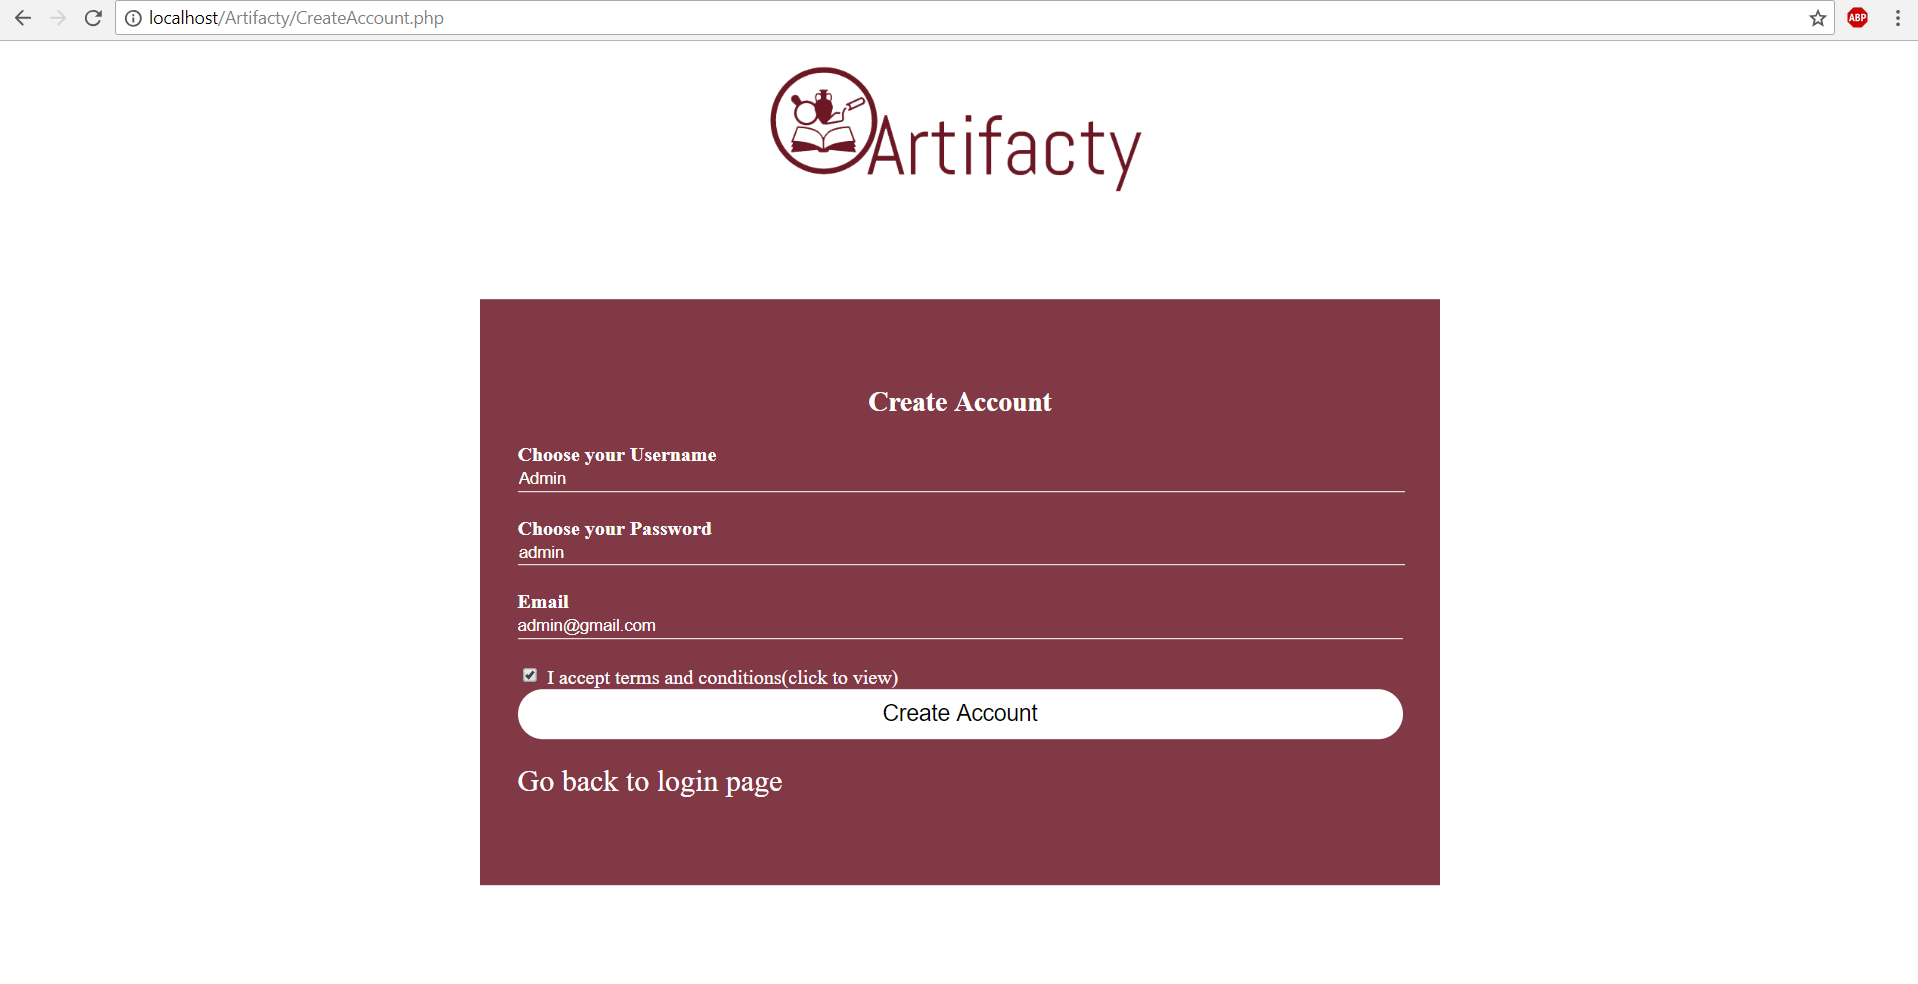 localhost/Artifacty/CreateAccount.php
ABP
Artifacty
Create Account
Choose your Username
Admin
Choose your Password
admin
Email
admin@gmail.com
I accept terms and conditions(click to view)
Create Account
Go back to login page